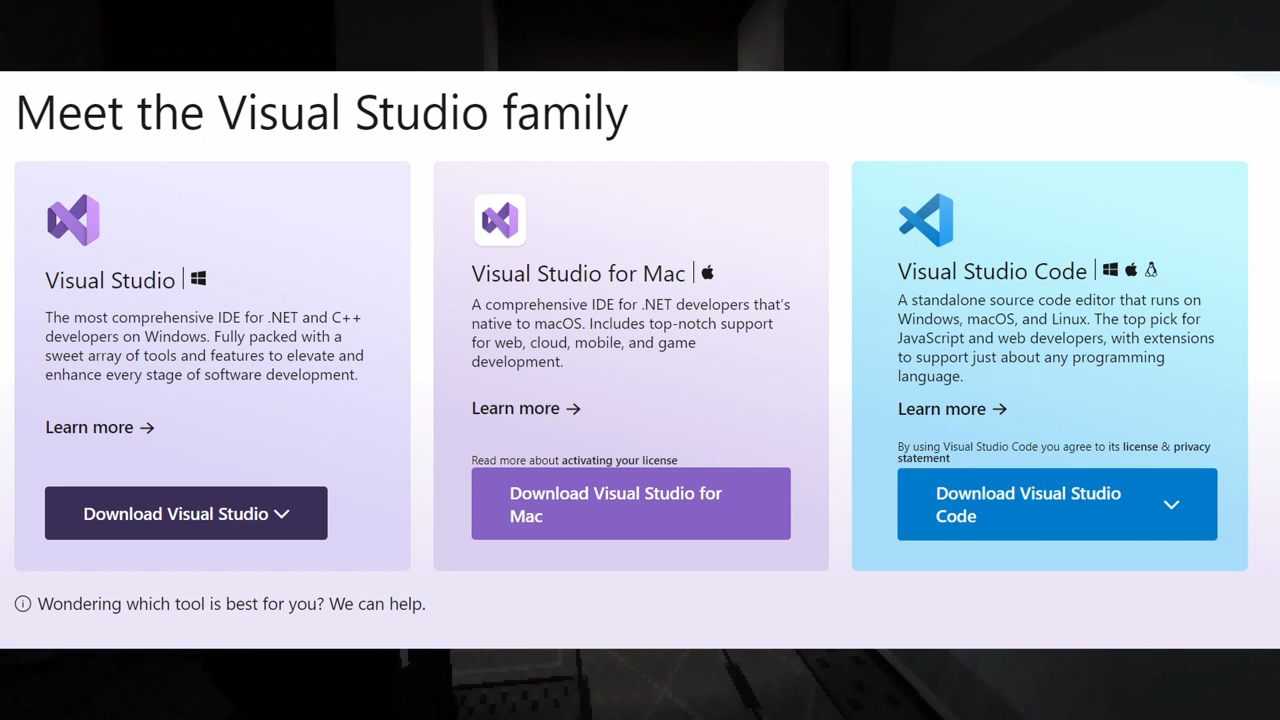 Meet the Visual Studio family
Visual Studio
The most comprehensive IDE for .NET and C++
developers on Windows. Fully packed with a
sweet array of tools and features to elevate and
enhance every stage of software development.
Learn more →
Download Visual Studio
Visual Studio for Mac
A comprehensive IDE for .NET developers that's
native to macOS. Includes top-notch support
for web, cloud, mobile, and game
development.
Learn more →
Read more about activating your license
Download Visual Studio for
Mac
Visual Studio Code
A standalone source code editor that runs on
Windows, macOS, and Linux. The top pick for
JavaScript and web developers, with extensions
to support just about any programming
language.
Learn more →
By using Visual Studio Code you agree to its license & privacy
statement
Download Visual Studio
Code
Wondering which tool is best for you? We can help.